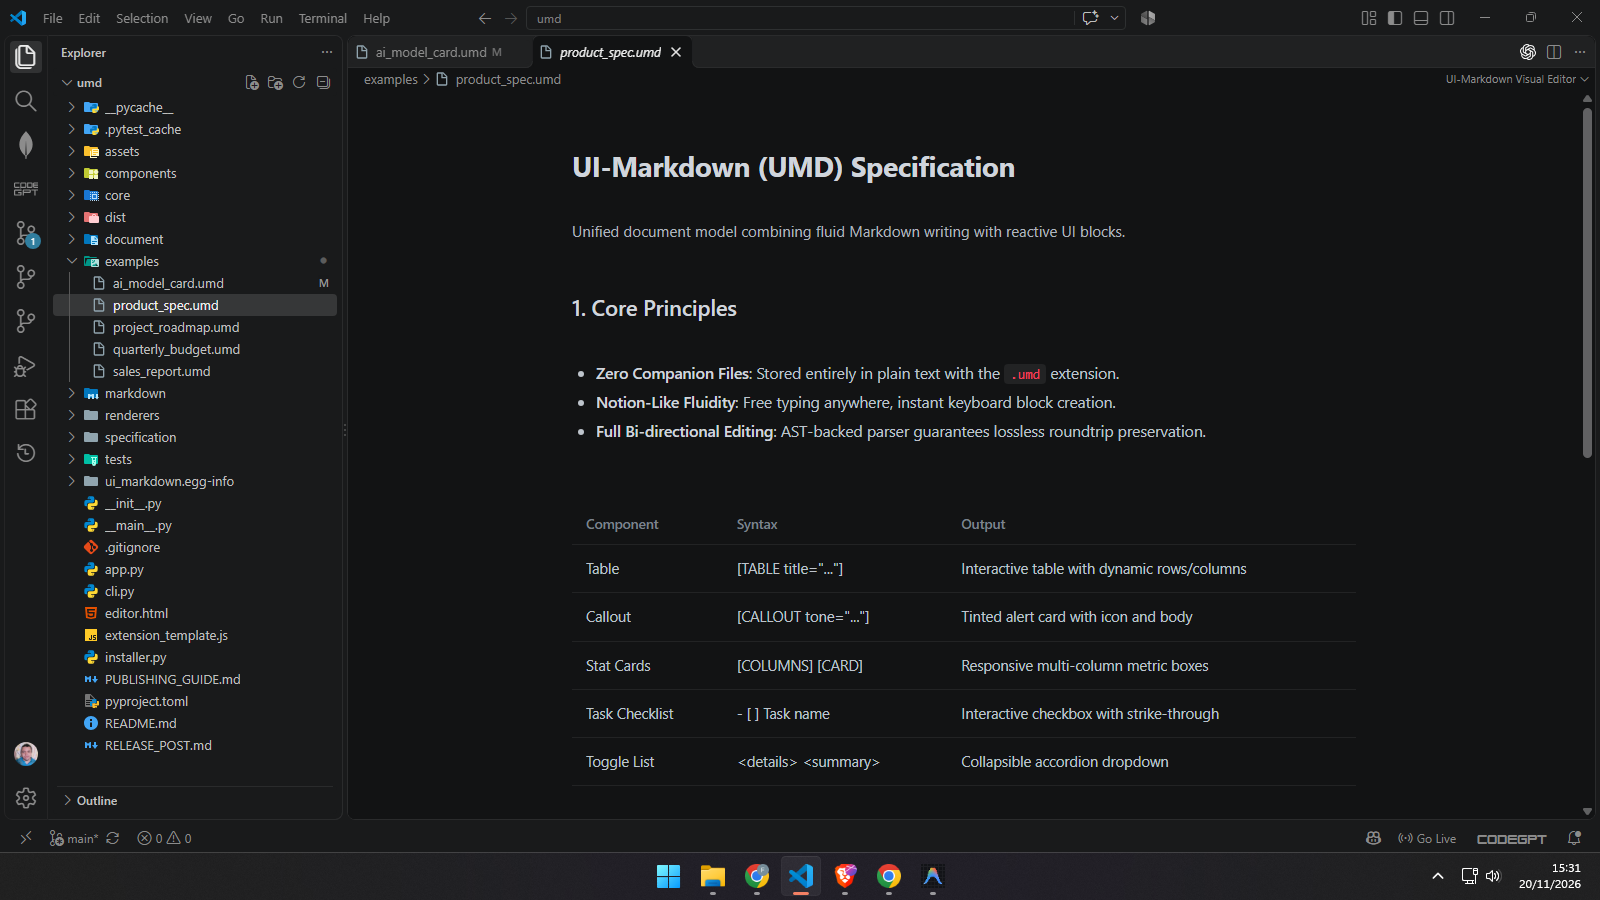 File Edit Selection View Go Run Terminal Help
umd
Explorer
umd
__pycache__
.pytest_cache
assets
components
core
dist
document
examples
ai_model_card.umd M
product_spec.umd
project_roadmap.umd
quarterly_budget.umd
sales_report.umd
markdown
renderers
specification
tests
ui_markdown.egg-info
__init__.py
__main__.py
.gitignore
app.py
cli.py
editor.html
extension_template.js
installer.py
PUBLISHING_GUIDE.md
pyproject.toml
README.md
RELEASE_POST.md
Outline
CODE
GPT
1
ai_model_card.umd M
product_spec.umd
examples > product_spec.umd
UI-Markdown Visual Editor
UI-Markdown (UMD) Specification
Unified document model combining fluid Markdown writing with reactive UI blocks.
1. Core Principles
• Zero Companion Files: Stored entirely in plain text with the .umd extension.
• Notion-Like Fluidity: Free typing anywhere, instant keyboard block creation.
• Full Bi-directional Editing: AST-backed parser guarantees lossless roundtrip preservation.
Component Syntax Output
Table [TABLE title="..."] Interactive table with dynamic rows/columns
Callout [CALLOUT tone="..."] Tinted alert card with icon and body
Stat Cards [COLUMNS] [CARD] Responsive multi-column metric boxes
Task Checklist - [ ] Task name Interactive checkbox with strike-through
Toggle List <details> <summary> Collapsible accordion dropdown
main* 0 0
Go Live CODEGPT
15:31
20/11/2026